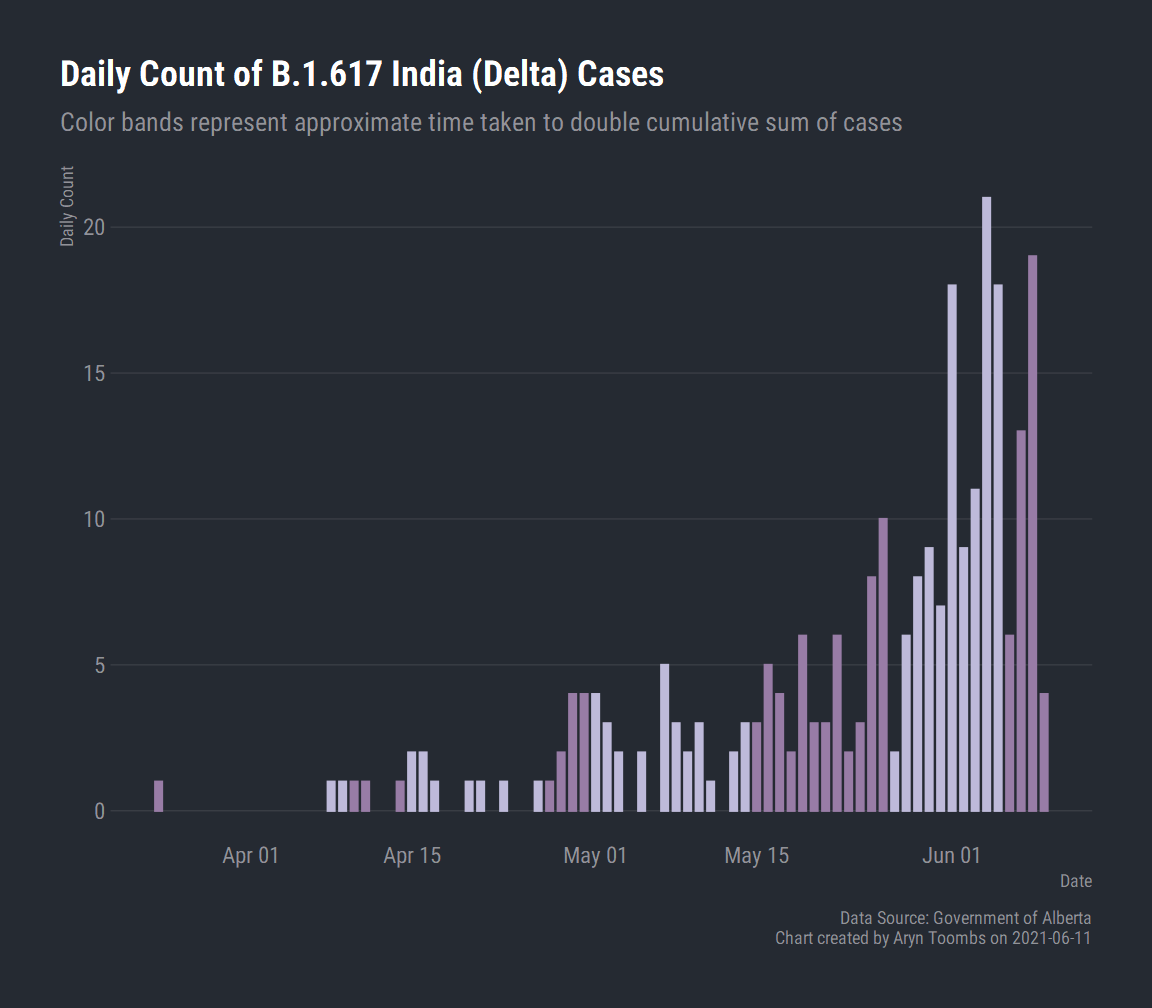 Daily Count of B.1.617 India (Delta) Cases
Color bands represent approximate time taken to double cumulative sum of cases
Daily Count
20
15
10
5
0
Apr 01
Apr 15
May 01
May 15
Jun 01
Date
Data Source: Government of Alberta
Chart created by Aryn Toombs on 2021-06-11